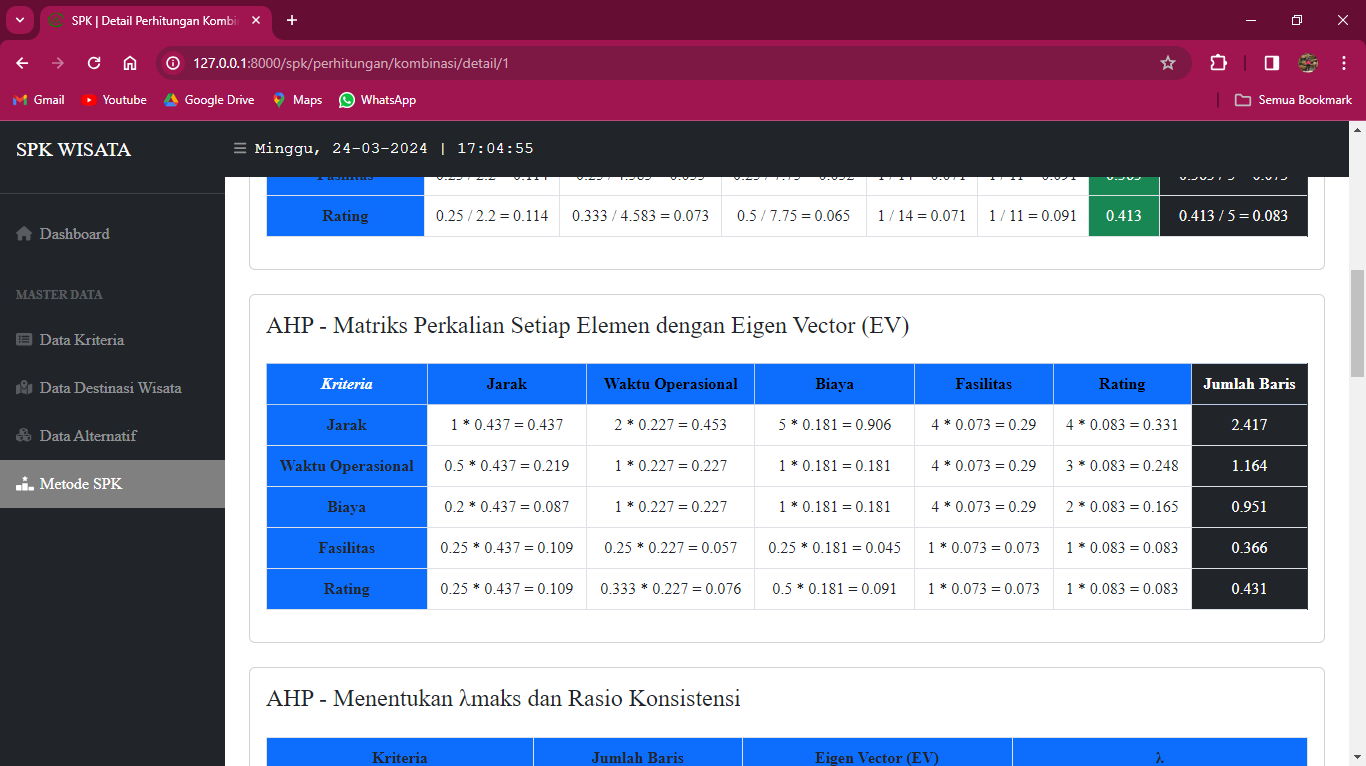 SPK | Detail Perhitungan Kombi
127.0.0.1:8000/spk/perhitungan/kombinasi/detail/1
Gmail Youtube Google Drive Maps WhatsApp Semua Bookmark
SPK WISATA
Minggu, 24-03-2024 | 17:04:55
Dashboard
MASTER DATA
Data Kriteria
Data Destinasi Wisata
Data Alternatif
Metode SPK
Rating 0.25 / 2.2 = 0.114 0.333 / 4.583 = 0.073 0.5 / 7.75 = 0.065 1 / 14 = 0.071 1 / 11 = 0.091 0.413 0.413 / 5 = 0.083
AHP - Matriks Perkalian Setiap Elemen dengan Eigen Vector (EV)
Kriteria Jarak Waktu Operasional Biaya Fasilitas Rating Jumlah Baris
Jarak 1 * 0.437 = 0.437 2 * 0.227 = 0.453 5 * 0.181 = 0.906 4 * 0.073 = 0.29 4 * 0.083 = 0.331 2.417
Waktu Operasional 0.5 * 0.437 = 0.219 1 * 0.227 = 0.227 1 * 0.181 = 0.181 4 * 0.073 = 0.29 3 * 0.083 = 0.248 1.164
Biaya 0.2 * 0.437 = 0.087 1 * 0.227 = 0.227 1 * 0.181 = 0.181 4 * 0.073 = 0.29 2 * 0.083 = 0.165 0.951
Fasilitas 0.25 * 0.437 = 0.109 0.25 * 0.227 = 0.057 0.25 * 0.181 = 0.045 1 * 0.073 = 0.073 1 * 0.083 = 0.083 0.366
Rating 0.25 * 0.437 = 0.109 0.333 * 0.227 = 0.076 0.5 * 0.181 = 0.091 1 * 0.073 = 0.073 1 * 0.083 = 0.083 0.431
AHP - Menentukan λmaks dan Rasio Konsistensi
Kriteria Jumlah Baris Eigen Vector (EV) λ